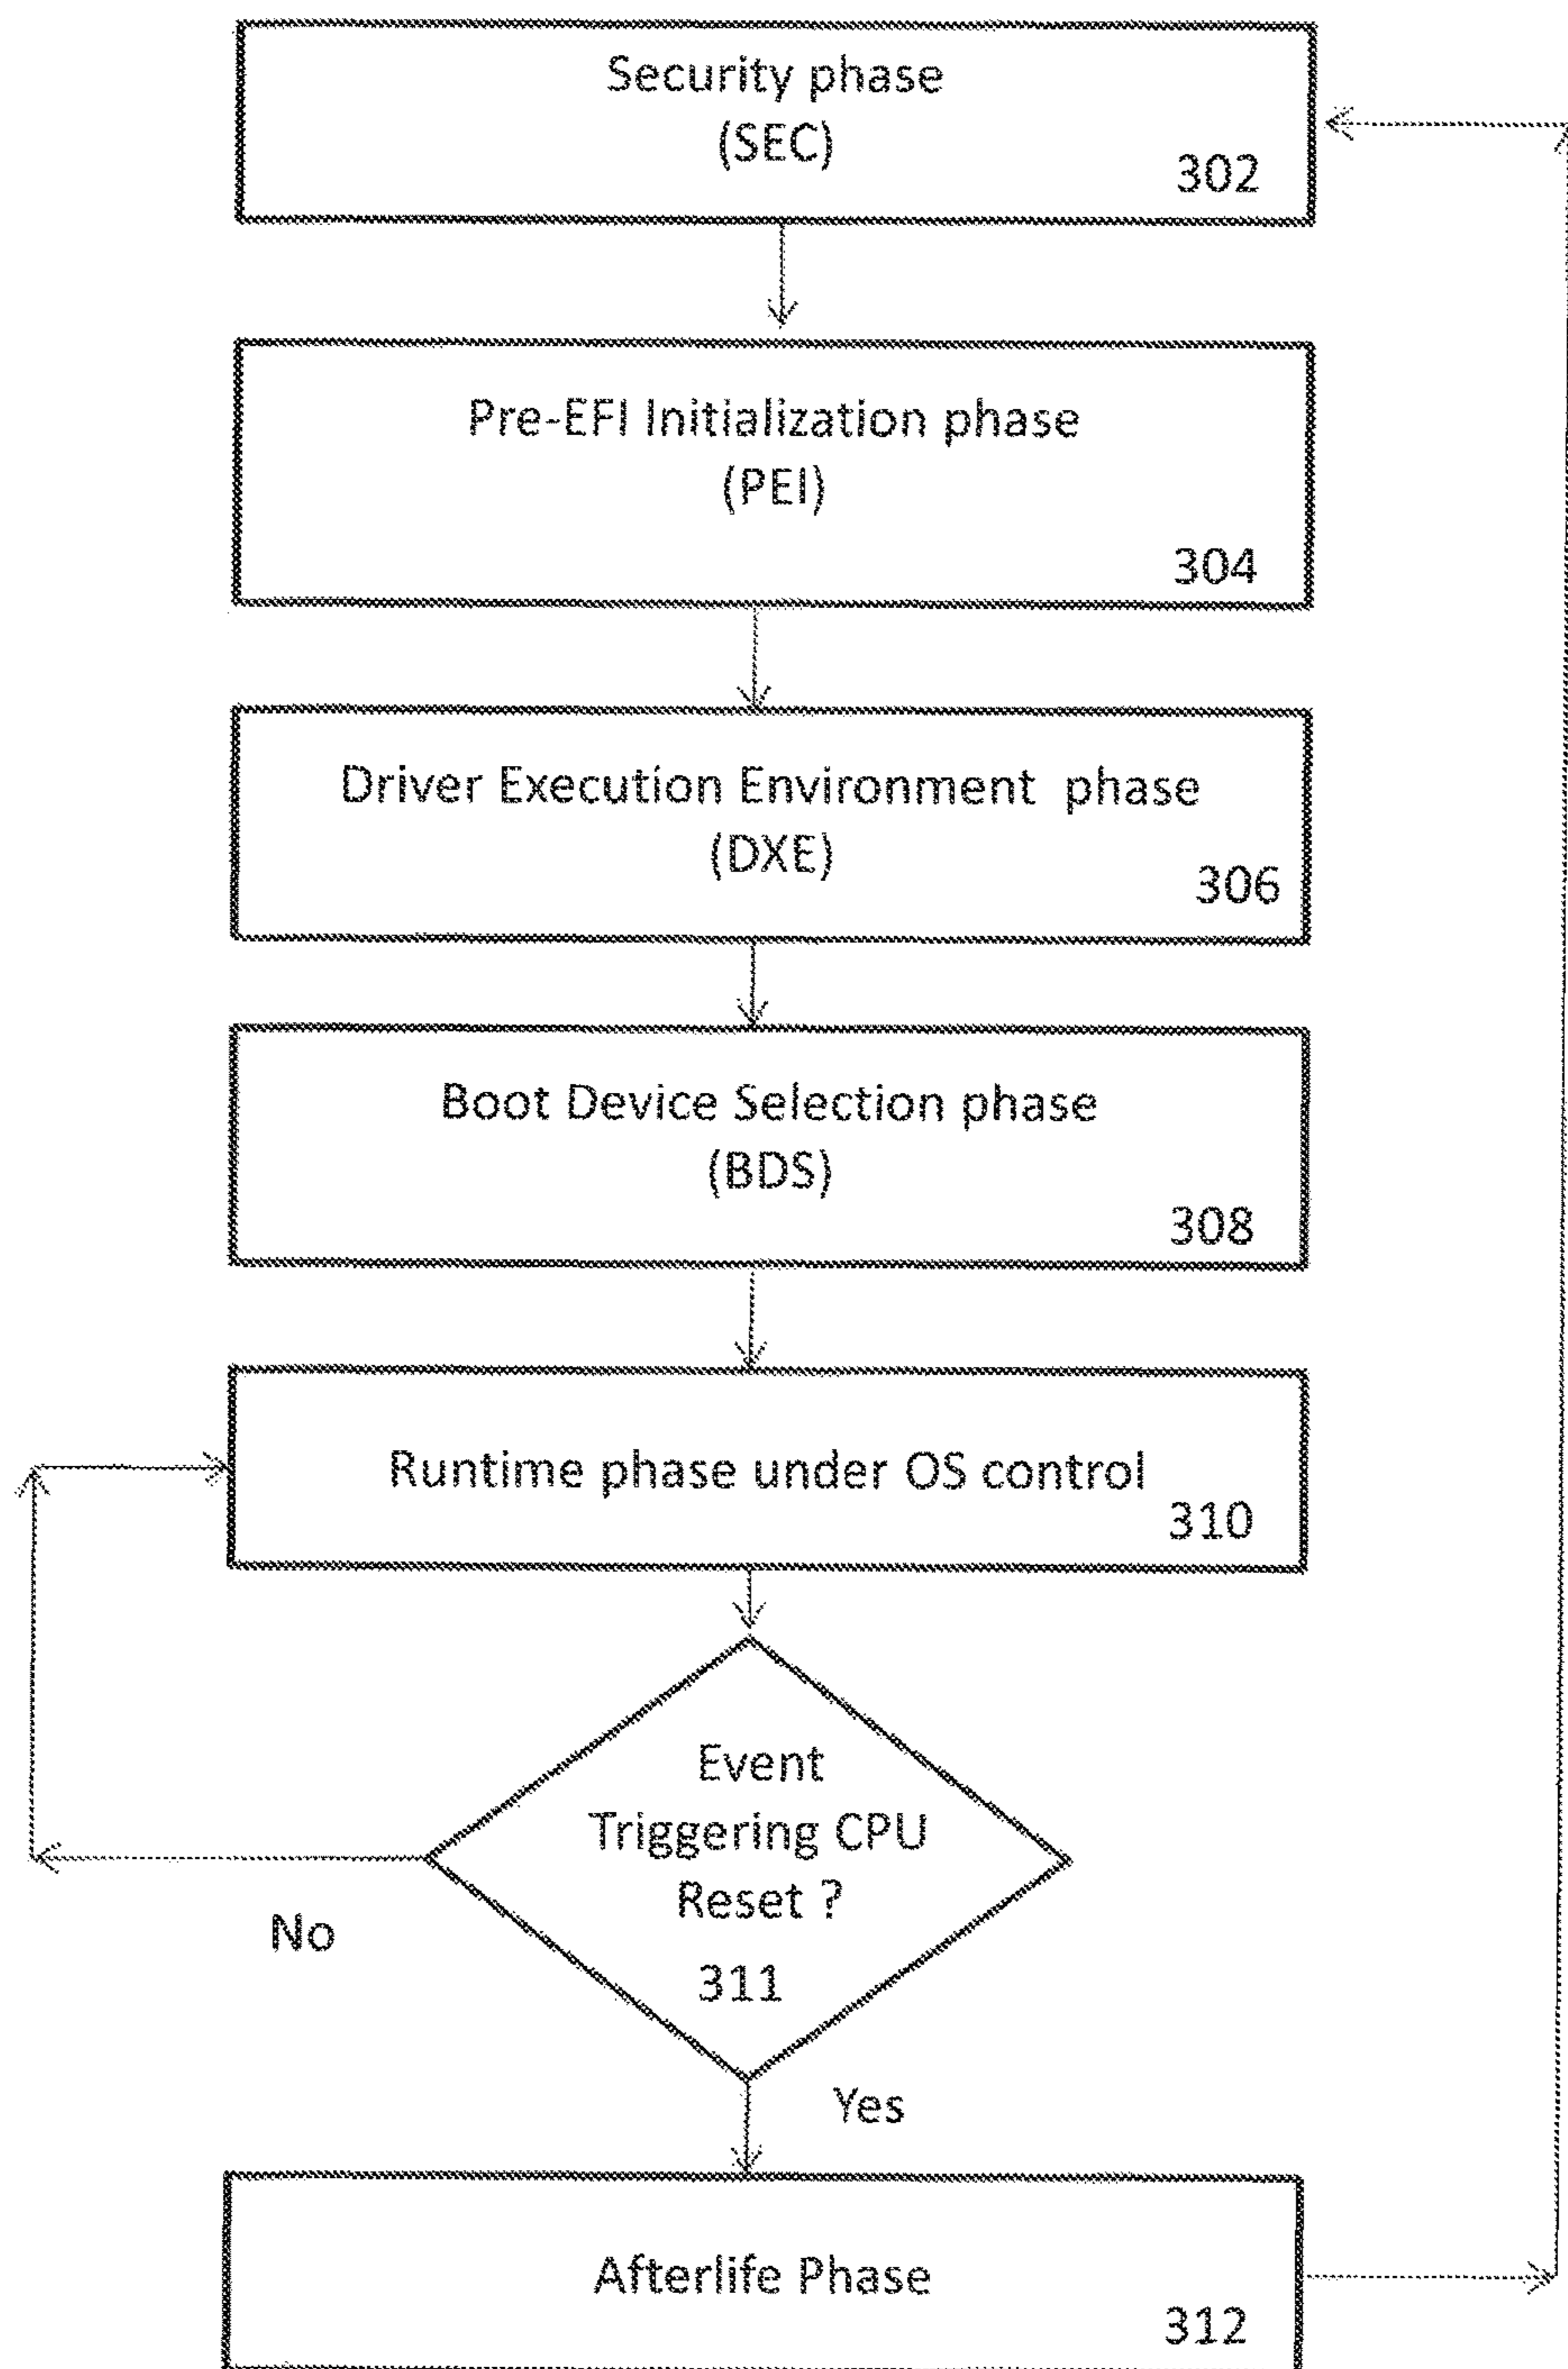 Security phase
(SEC)
302
Pre-EFI Initialization phase
(PEI)
304
Driver Execution Environment phase
(DXE)
306
Boot Device Selection phase
(BDS)
308
Runtime phase under OS control
310
Event
Triggering CPU
Reset ?
311
No
Yes
Afterlife Phase
312